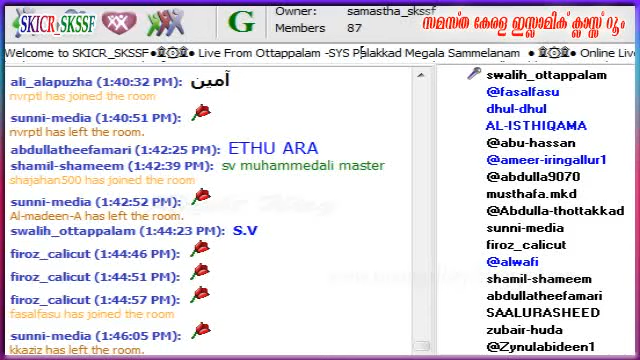 SKICR_SKSSF
G
Owner: samastha_skssf
Members 87
സമസ്ത കേരള ഇസ്ലാമിക് ക്ലാസ്സ് റൂം
Welcome to SKICR_SKSSF●۩۞۩● Live From Ottappalam -SYS Palakkad Megala Sammelanam ● ۩۞۩● Online Live
ali_alapuzha (1:40:32 PM): آمين
nvrptl has joined the room
sunni-media (1:40:51 PM):
nvrptl has left the room.
abdullatheefamari (1:42:25 PM): ETHU ARA
shamil-shameem (1:42:39 PM): sv muhammedali master
shajahan500 has joined the room
sunni-media (1:42:52 PM):
Al-madeen-A has left the room.
swalih_ottappalam (1:44:23 PM): S.V
firoz_calicut (1:44:46 PM):
firoz_calicut (1:44:51 PM):
firoz_calicut (1:44:57 PM):
fasalfasu has joined the room
sunni-media (1:46:05 PM):
kkaziz has left the room.
swalih_ottappalam
@fasalfasu
dhul-dhul
AL-ISTHIQAMA
@abu-hassan
@ameer-iringallur1
@abdulla9070
musthafa.mkd
@Abdulla-thottakkad
sunni-media
firoz_calicut
@alwafi
shamil-shameem
abdullatheefamari
SAALURASHEED
zubair-huda
@Zynulabideen1